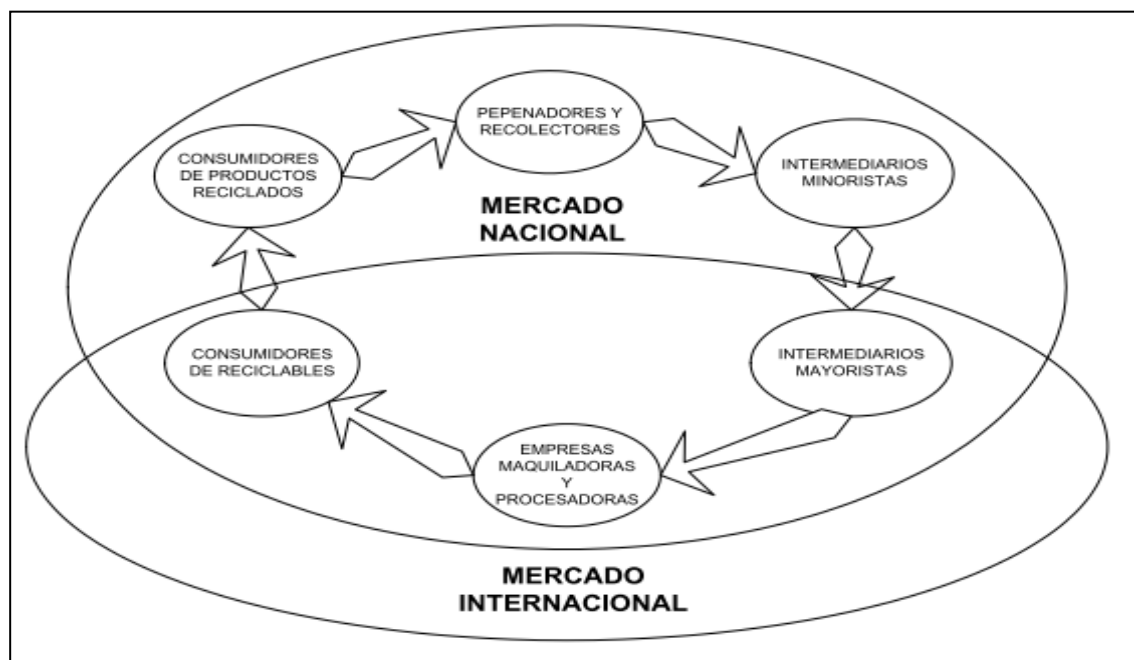 PEPENADORES Y
RECOLECTORES
CONSUMIDORES
DE PRODUCTOS
RECICLADOS
INTERMEDIARIOS
MINORISTAS
MERCADO
NACIONAL
CONSUMIDORES
DE RECICLABLES
INTERMEDIARIOS
MAYORISTAS
EMPRESAS
MAQUILADORAS
Y
PROCESADORAS
MERCADO
INTERNACIONAL